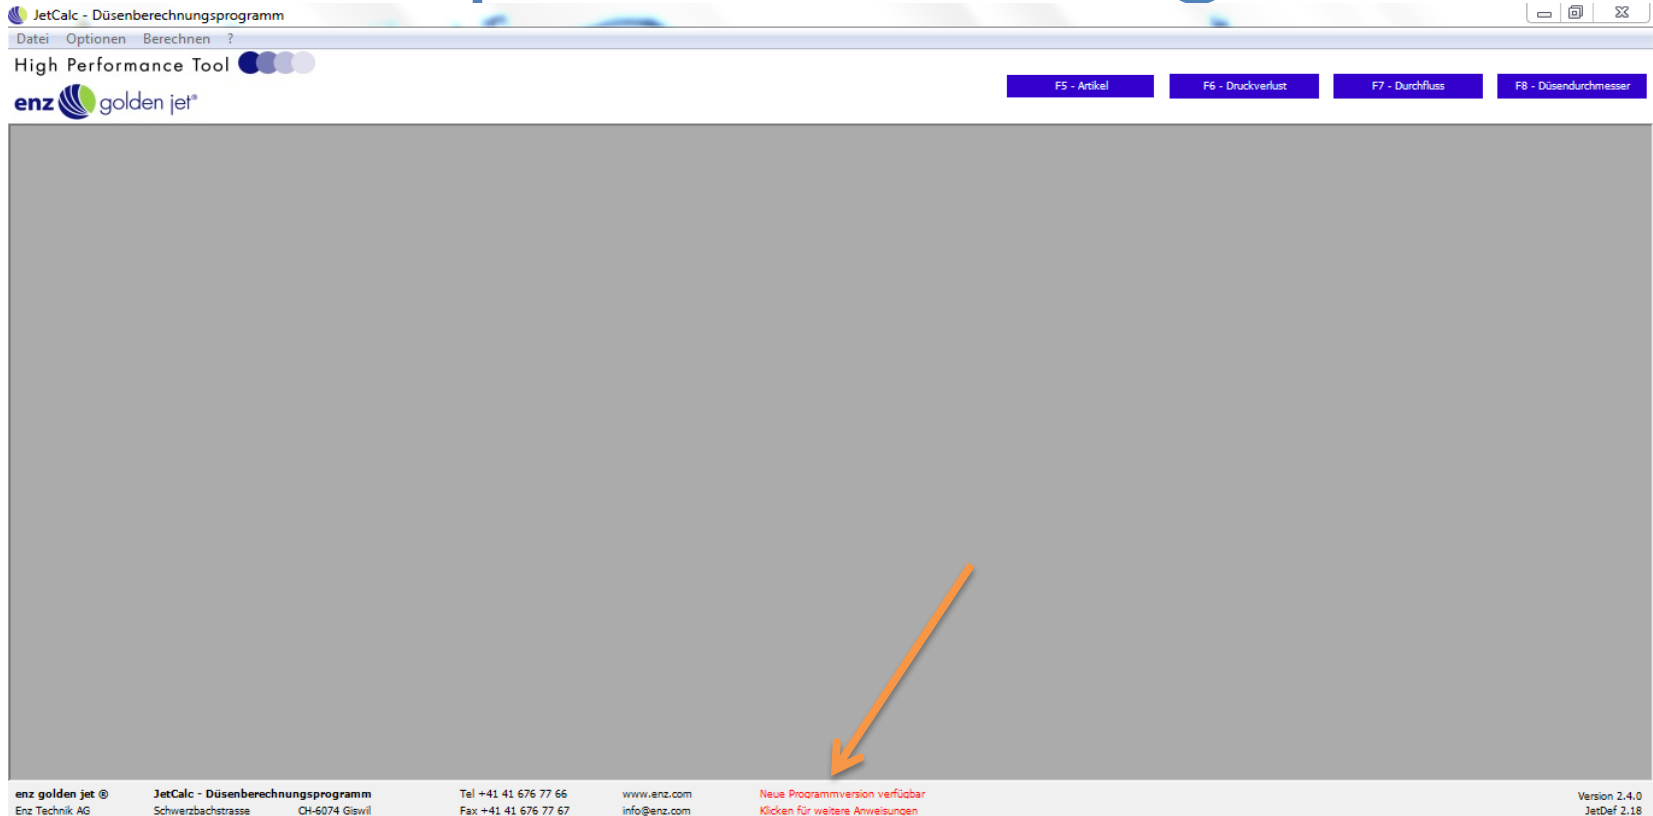 JetCalc - Düsenberechnungsprogramm
Datei Optionen Berechnen ?
High Performance Tool
enz golden jet®
F5 - Artikel F6 - Druckverlust F7 - Durchfluss F8 - Düsendurchmesser
enz golden jet ® JetCalc - Düsenberechnungsprogramm Tel +41 41 676 77 66 www.enz.com Neue Programmversion verfügbar Version 2.4.0
Enz Technik AG Schwerzbachstrasse CH-6074 Giswil Fax +41 41 676 77 67 info@enz.com Klicken für weitere Anweisungen JetDef 2.18